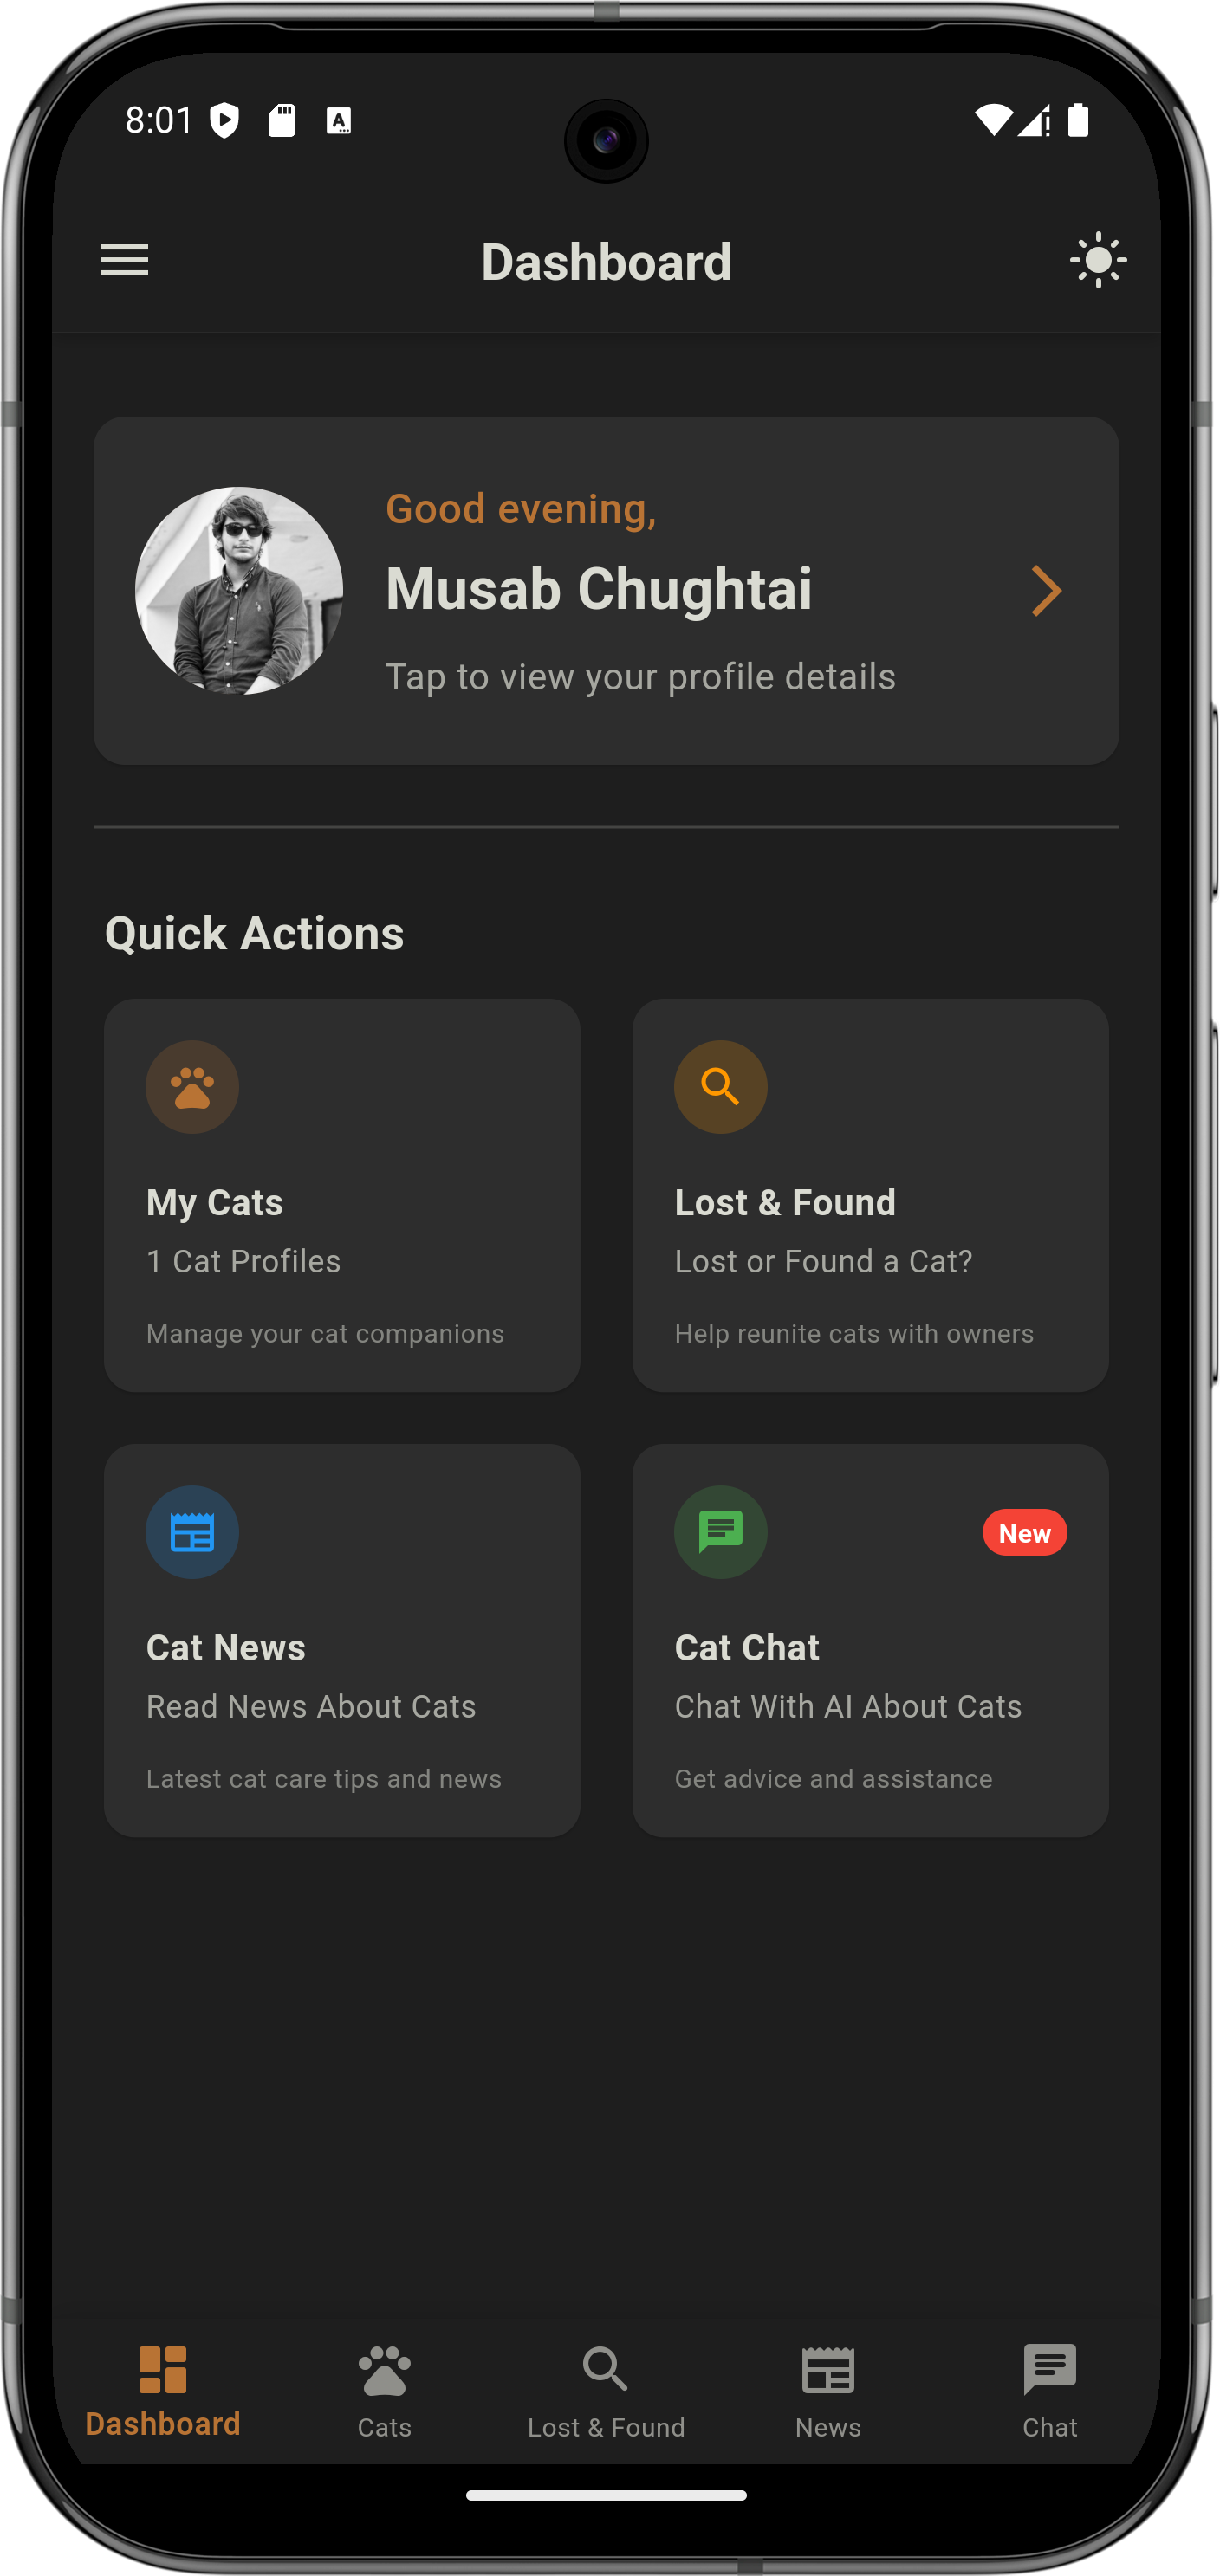 8:01
Dashboard
Good evening,
Musab Chughtai
Tap to view your profile details
Quick Actions
My Cats
1 Cat Profiles
Manage your cat companions
Lost & Found
Lost or Found a Cat?
Help reunite cats with owners
Cat News
Read News About Cats
Latest cat care tips and news
New
Cat Chat
Chat With AI About Cats
Get advice and assistance
Dashboard
Cats
Lost & Found
News
Chat